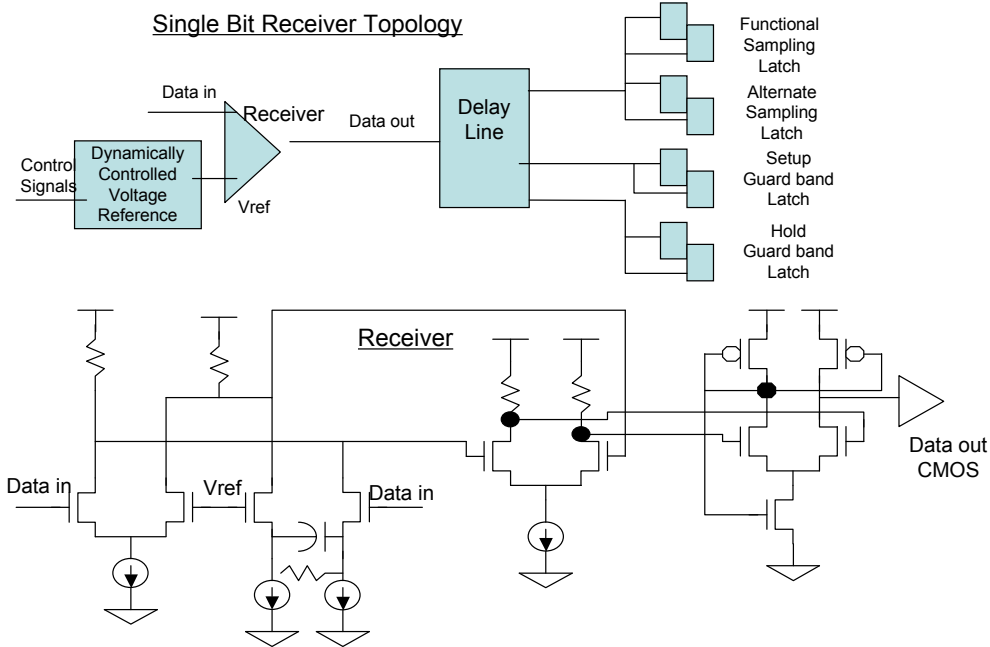 Single Bit Receiver Topology
Data in
Receiver
Data out
Control
Signals
Dynamically
Controlled
Voltage
Reference
Vref
Delay
Line
Functional
Sampling
Latch
Alternate
Sampling
Latch
Setup
Guard band
Latch
Hold
Guard band
Latch
Receiver
Data in
Vref
Data in
Data out
CMOS